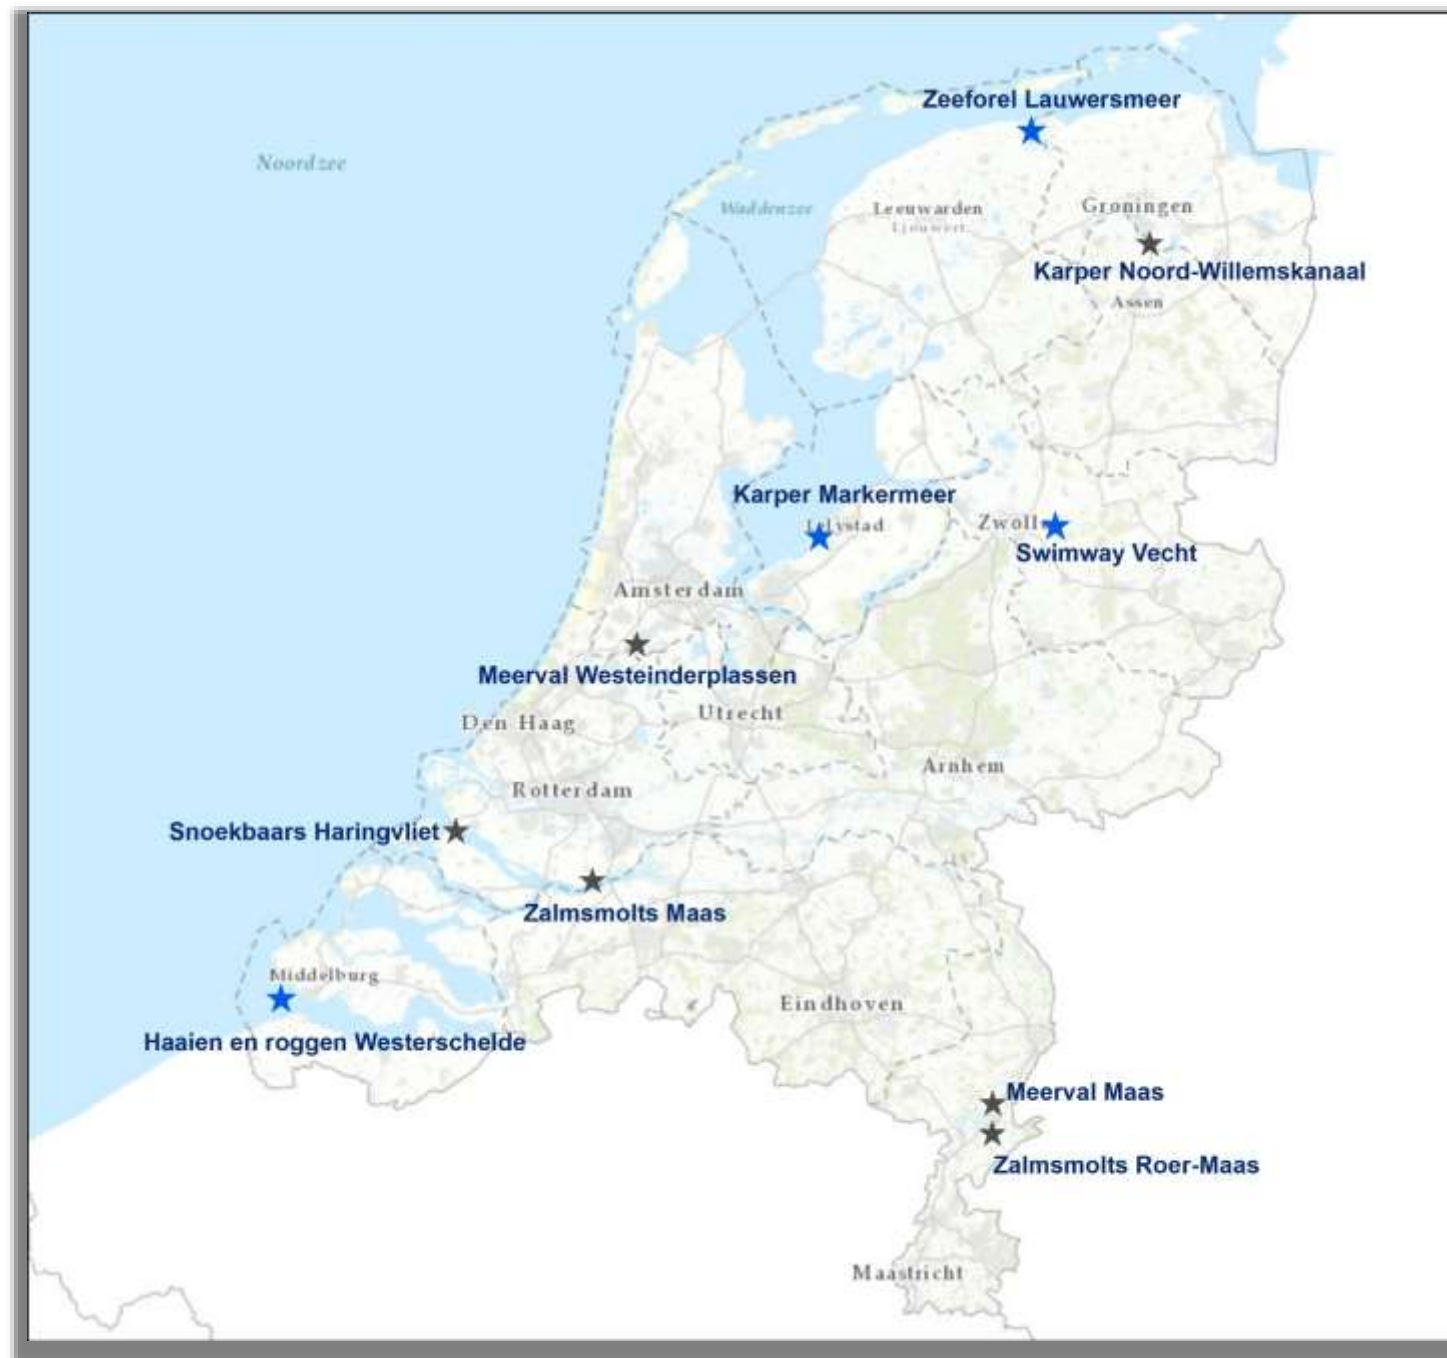 Zeeforel Lauwersmeer
Noordzee
Waddenzee
Leeuwarden
Ljouwert
Groningen
Karper Noord-Willemskanaal
Assen
Karper Markermeer
Lelystad
Zwoll
Swimway Vecht
Amsterdam
Meerval Westeinderplassen
Den Haag
Utrecht
Arnhem
Rotterdam
Snoekbaars Haringvliet
Zalmsmolts Maas
Middelburg
Eindhoven
Haaien en roggen Westerschelde
Meerval Maas
Zalmsmolts Roer-Maas
Maastricht